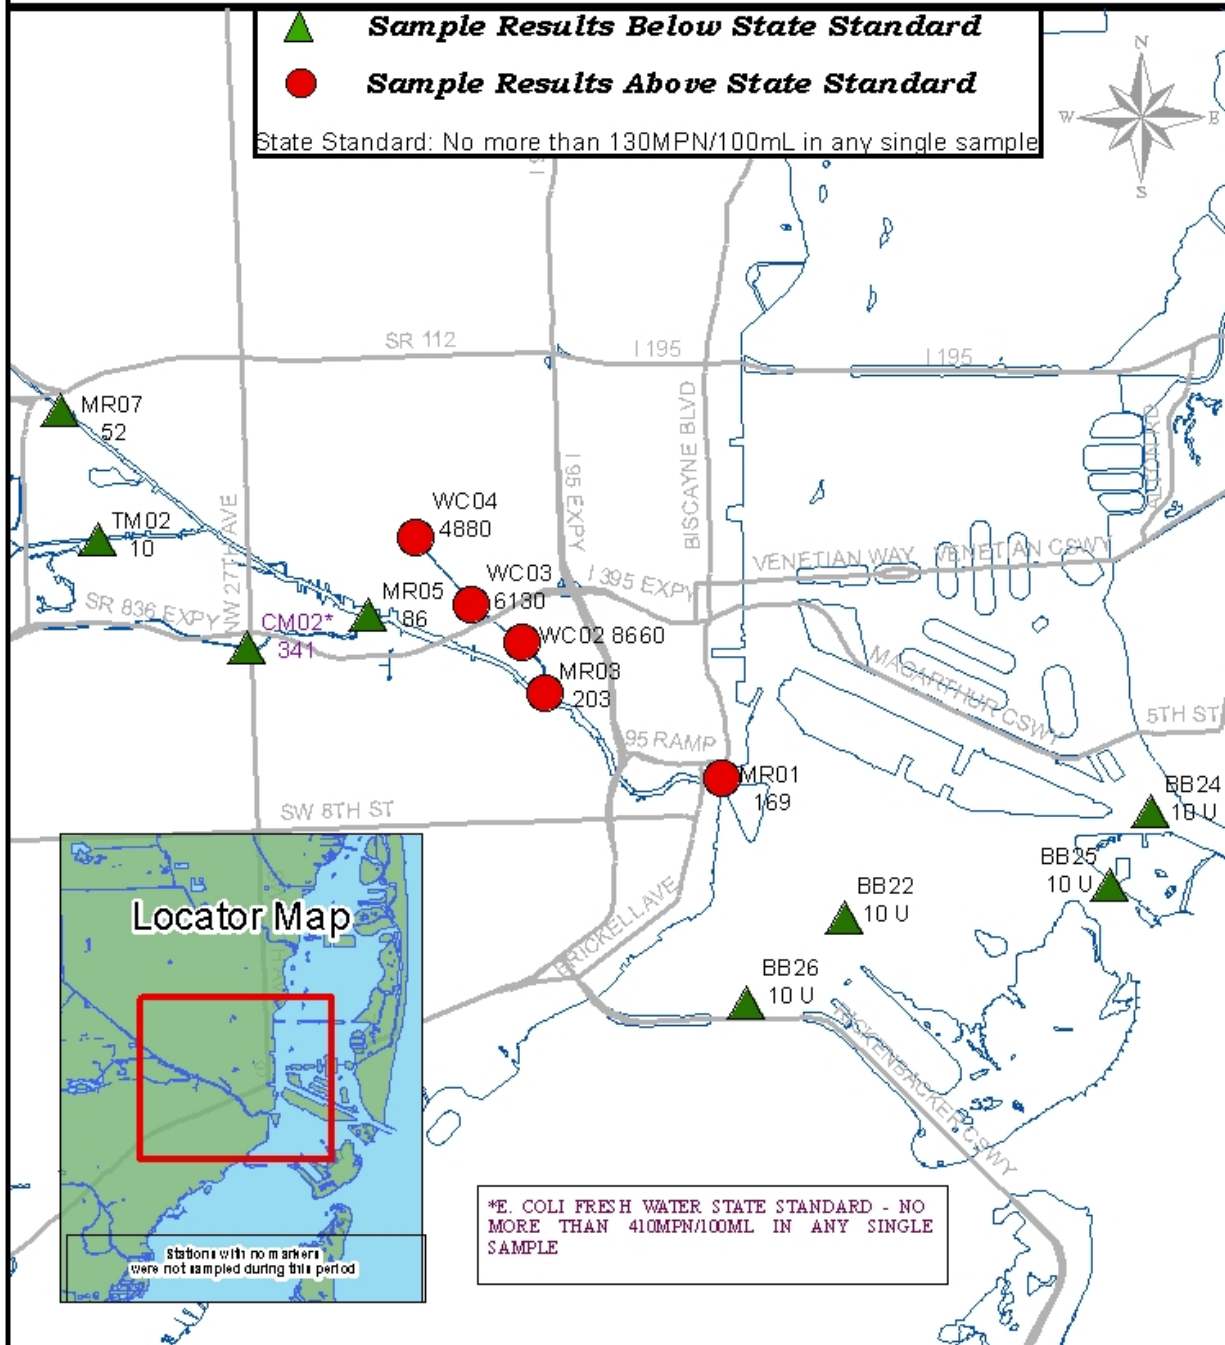 Sample Results Below State Standard
Sample Results Above State Standard
State Standard: No more than 130MPN/100mL in any single sample
N
W
E
S
SR 112
I 195
I 195
MR07
52
BISCAYNE BLVD
I 95 EXPY
NW 27TH AVE
WC04
4880
TM02
10
VENETIAN WAY
VENETIAN CSWY
WC03
6130
I 395 EXPY
MR05
86
SR 836 EXPY
CM02*
341
WC02 8660
MR03
203
MACARTHUR CSWY
5TH ST
95 RAMP
MR01
169
BB24
10 U
SW 8TH ST
BB25
10 U
BB22
10 U
BRICKELL AVE
BB26
10 U
RICKENBACKER CSWY
Locator Map
*E. COLI FRESH WATER STATE STANDARD - NO
MORE THAN 410MPN/100ML IN ANY SINGLE
SAMPLE
Stations with no markers
were not sampled during this period